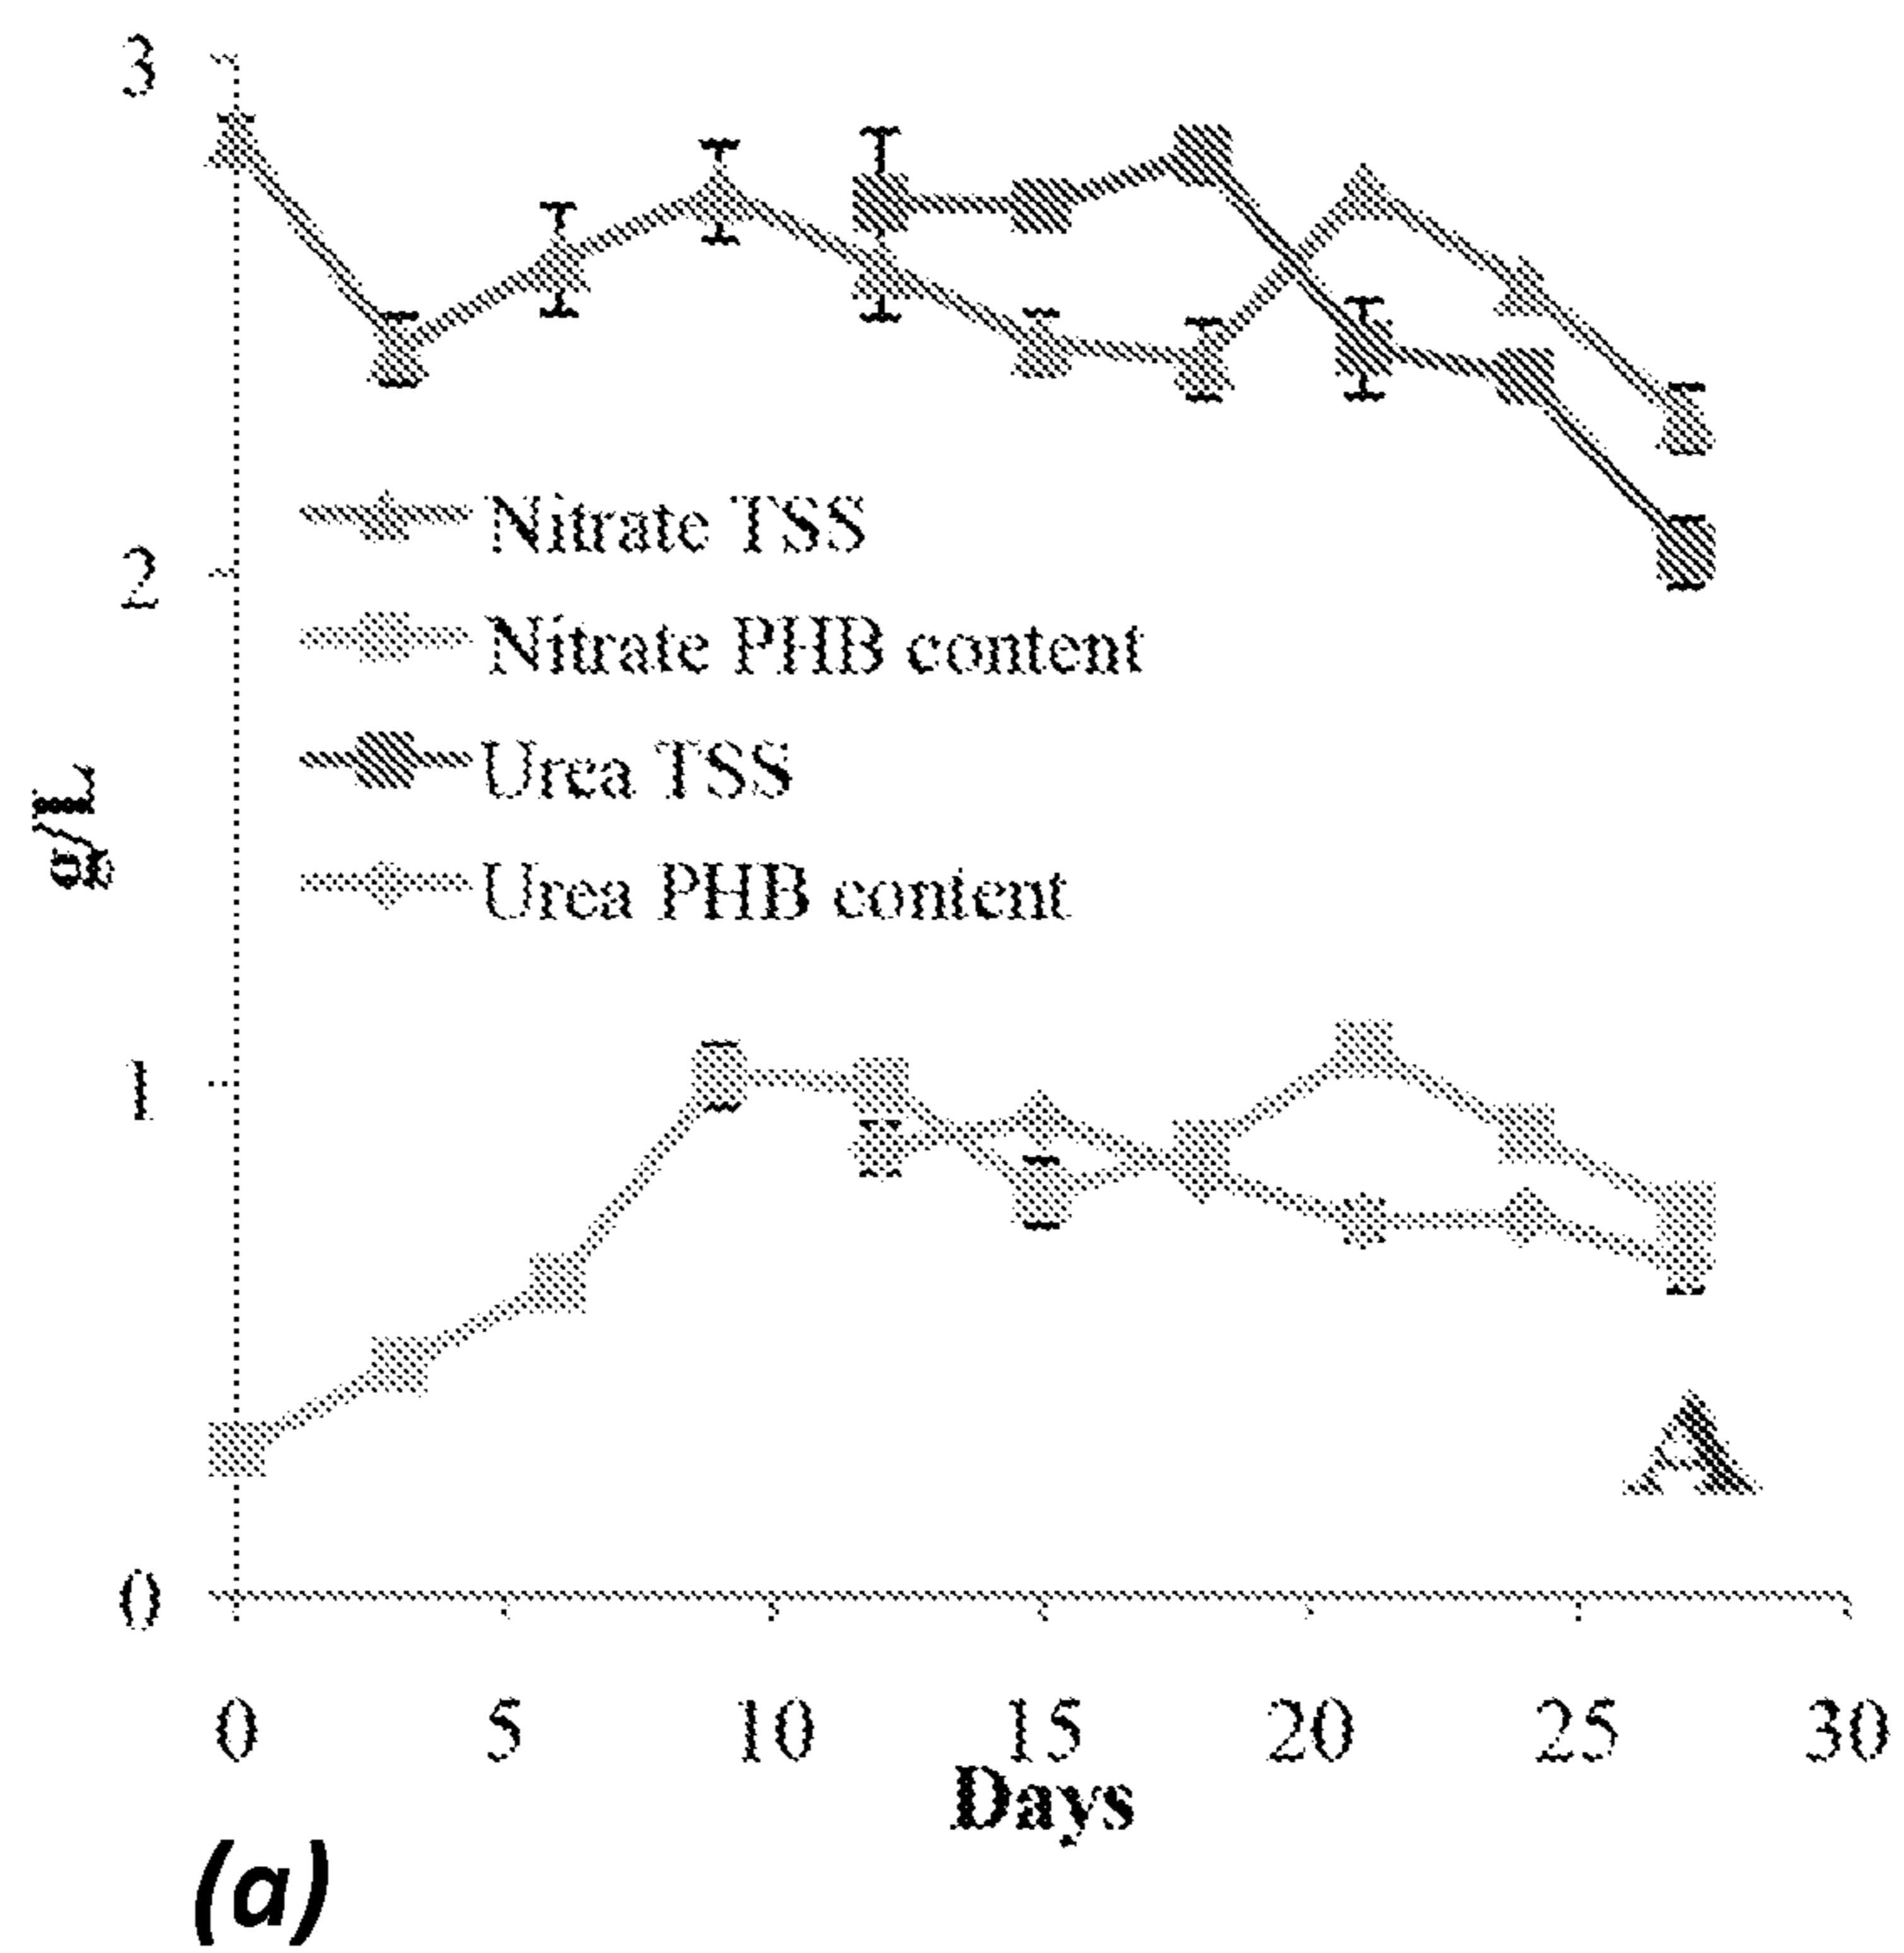 3
2
1
0
g/L
Nitrate TSS
Nitrate PHB content
Urea TSS
Urea PHB content
A
0 5 10 15 20 25 30
Days
(a)